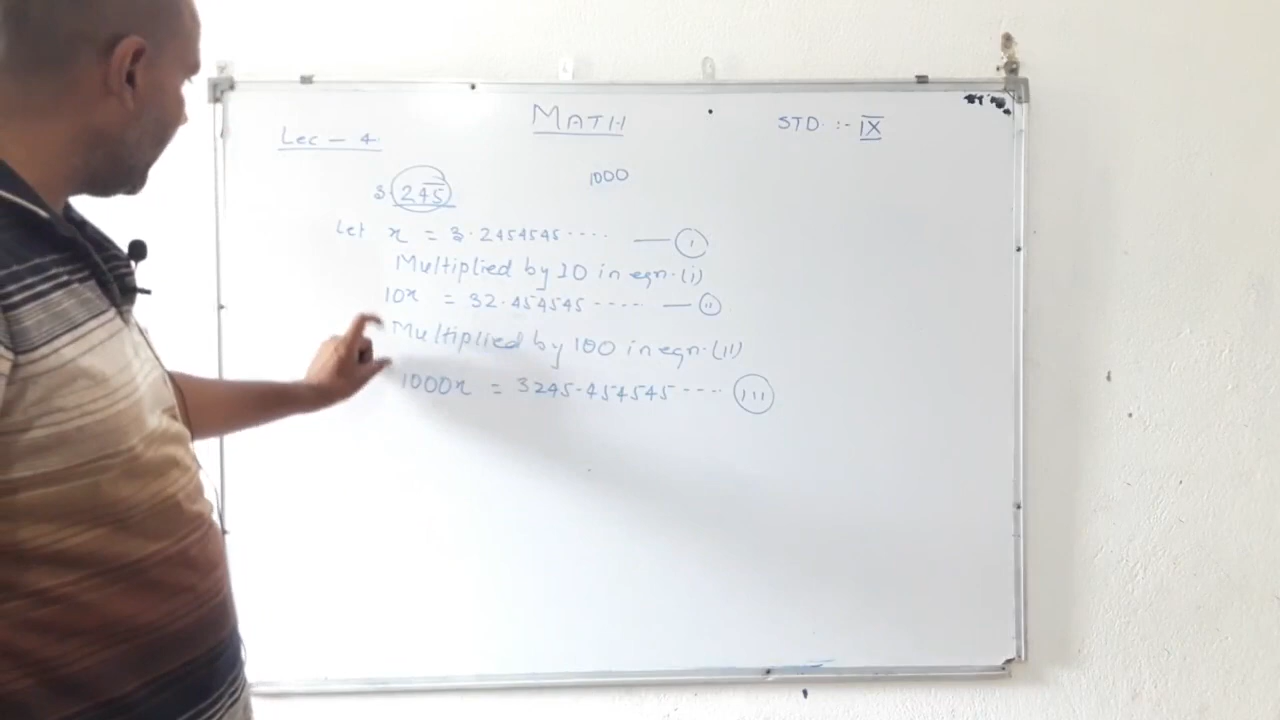 MATH
STD. :- IX
Lec - 4
1000
3.245̅
Let x = 3.2454545.... — (i)
Multiplied by 10 in eqn.(i)
10x = 32.454545..... — (ii)
Multiplied by 100 in eqn.(ii)
1000x = 3245.454545.... (iii)